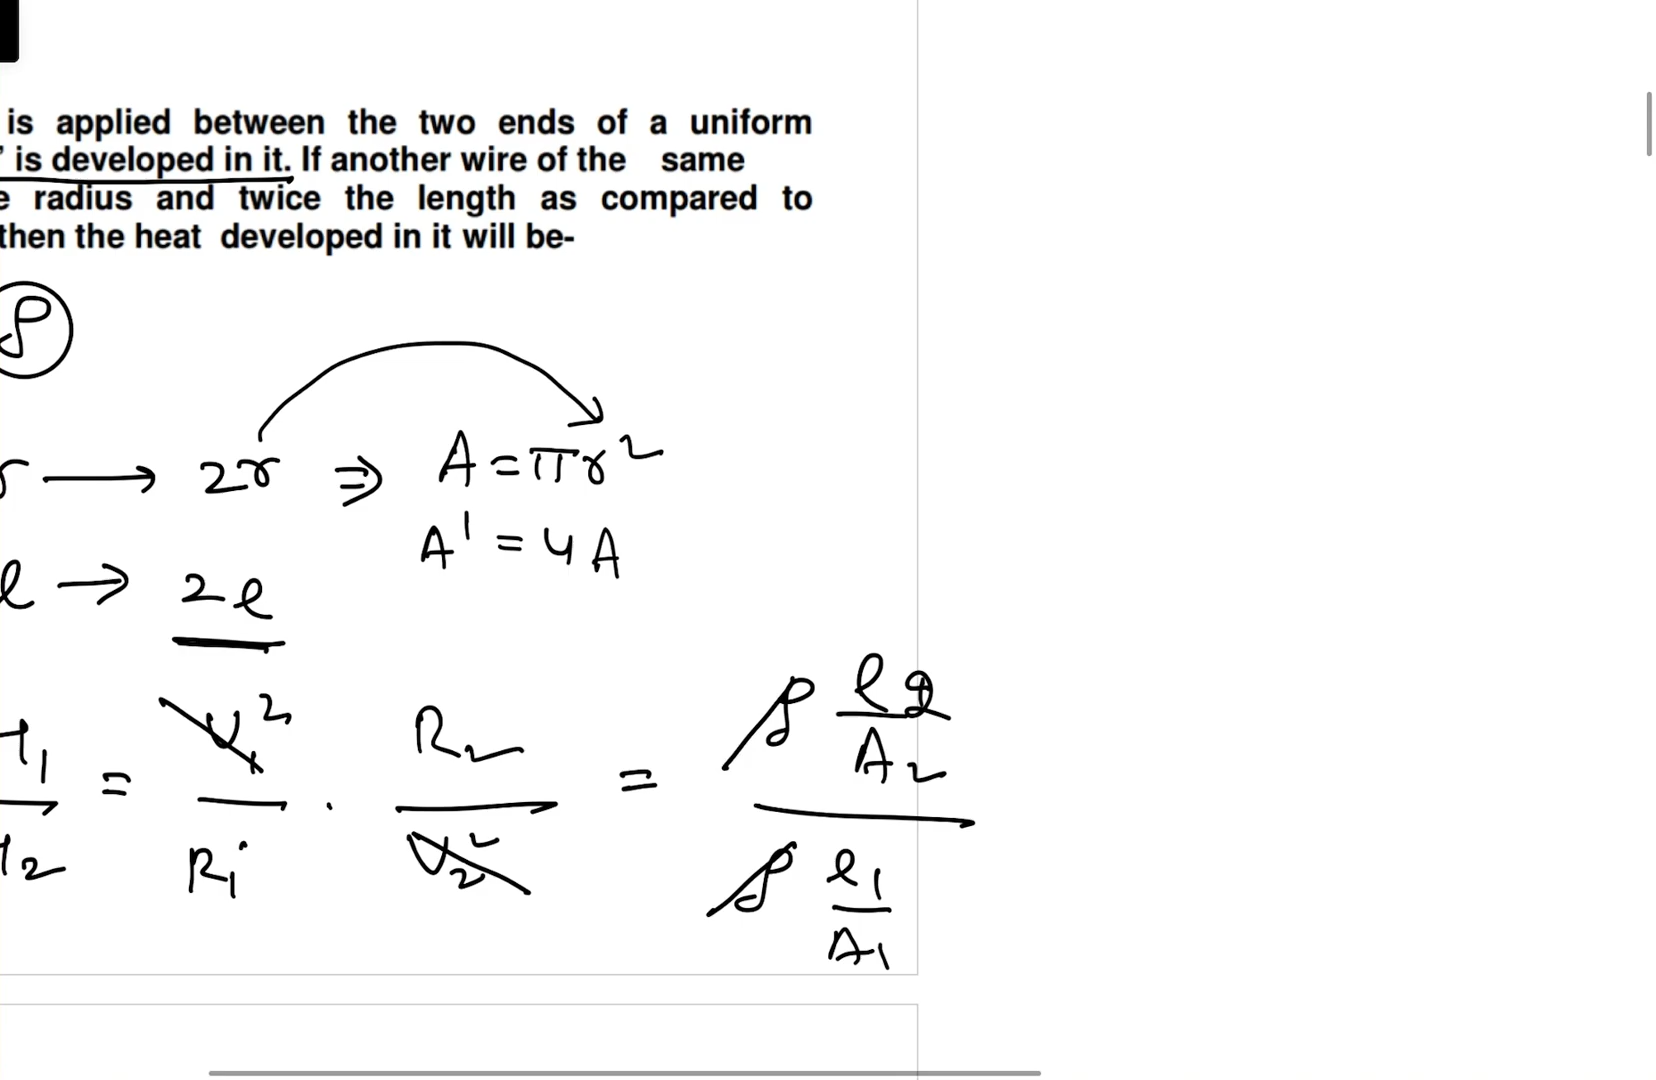 is applied between the two ends of a uniform
is developed in it. If another wire of the same
radius and twice the length as compared to
then the heat developed in it will be-
ρ
r ⟶ 2r ⇒ A = πr²
A' = 4A
l → 2l
H₁/H₂ = V₁²/R₁ · R₂/V₂² = ρ l₂/A₂ / ρ l₁/A₁